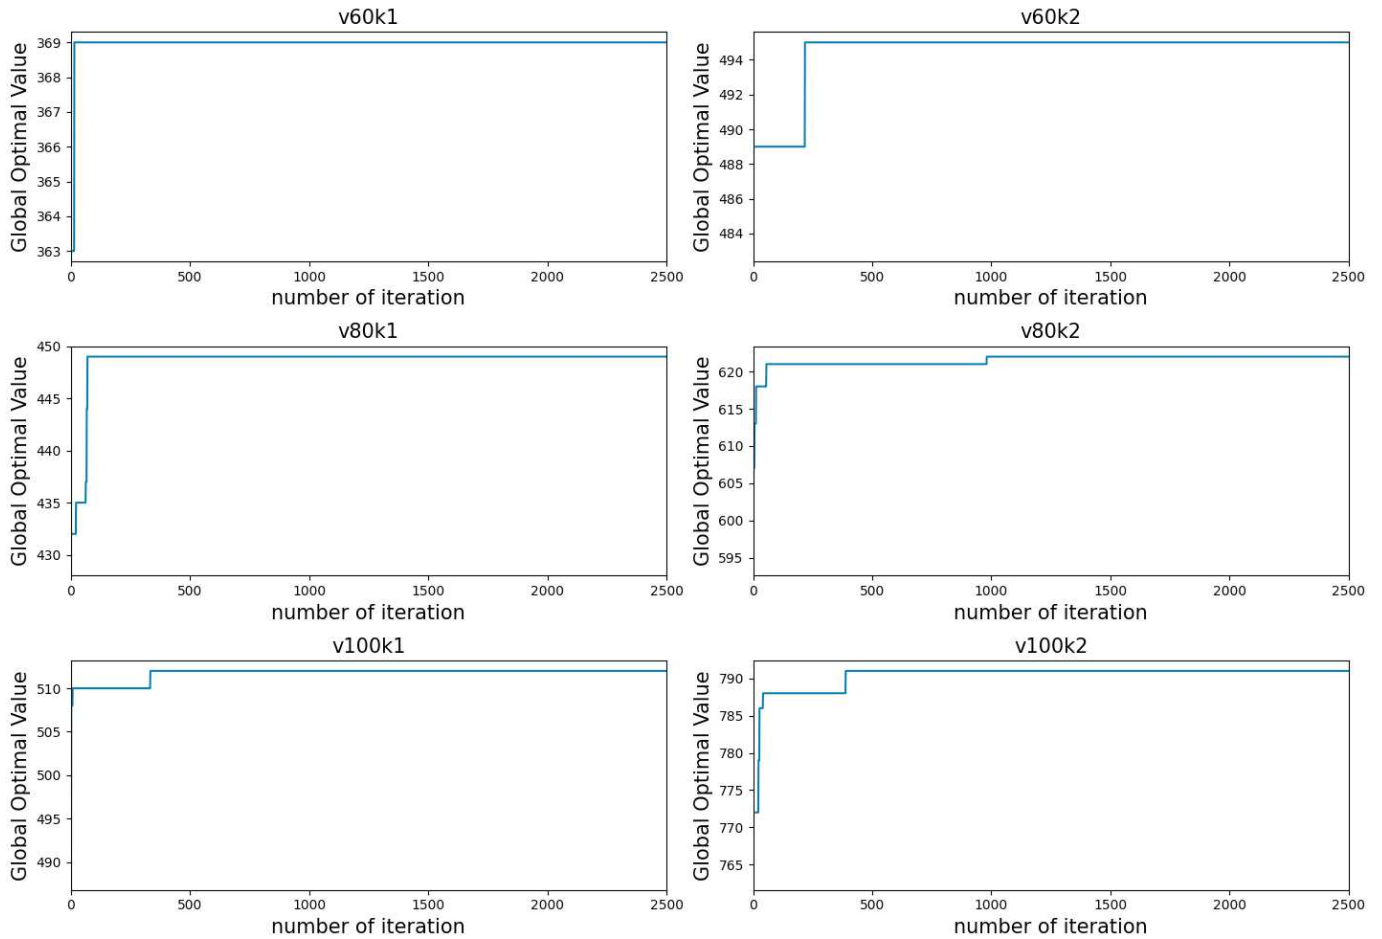 v60k1
Global Optimal Value
369
368
367
366
365
364
363
0 500 1000 1500 2000 2500
number of iteration
v60k2
Global Optimal Value
494
492
490
488
486
484
0 500 1000 1500 2000 2500
number of iteration
v80k1
Global Optimal Value
450
445
440
435
430
0 500 1000 1500 2000 2500
number of iteration
v80k2
Global Optimal Value
620
615
610
605
600
595
0 500 1000 1500 2000 2500
number of iteration
v100k1
Global Optimal Value
510
505
500
495
490
0 500 1000 1500 2000 2500
number of iteration
v100k2
Global Optimal Value
790
785
780
775
770
765
0 500 1000 1500 2000 2500
number of iteration